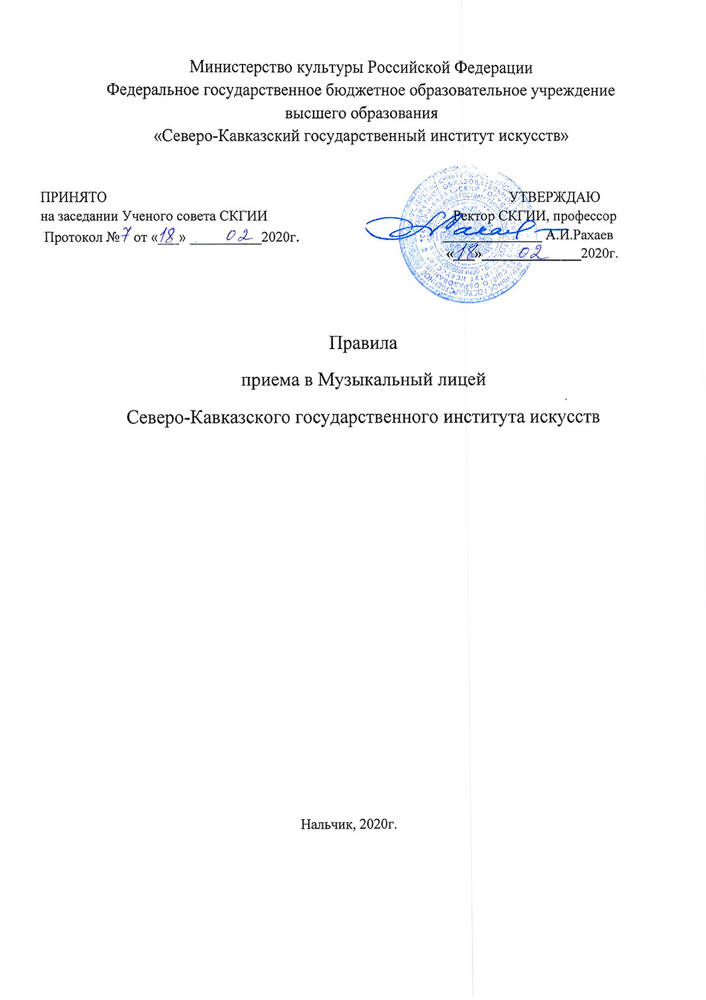 Министерство культуры Российской Федерации
Федеральное государственное бюджетное образовательное учреждение
высшего образования
«Северо-Кавказский государственный институт искусств»
ПРИНЯТО
на заседании Ученого совета СКГИИ
Протокол №7 от «18» 02 2020г.
УТВЕРЖДАЮ
Ректор СКГИИ, профессор
А.И.Рахаев
«18» 02 2020г.
Правила
приема в Музыкальный лицей
Северо-Кавказского государственного института искусств
Нальчик, 2020г.